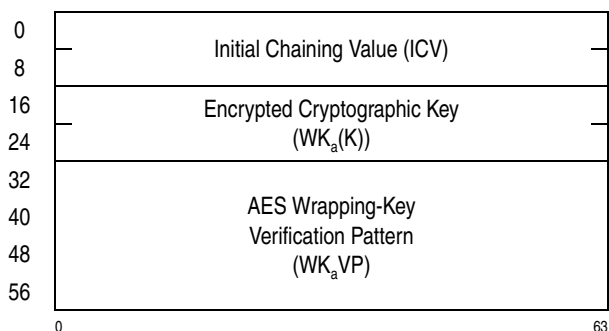 0
8
Initial Chaining Value (ICV)
16
24
Encrypted Cryptographic Key
(WKa(K))
32
40
48
56
AES Wrapping-Key
Verification Pattern
(WKaVP)
0 63